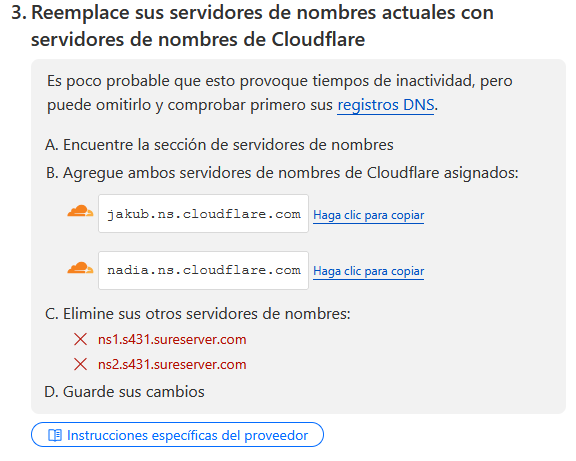 3. Reemplace sus servidores de nombres actuales con
servidores de nombres de Cloudflare
Es poco probable que esto provoque tiempos de inactividad, pero
puede omitirlo y comprobar primero sus registros DNS.
A. Encuentre la sección de servidores de nombres
B. Agregue ambos servidores de nombres de Cloudflare asignados:
jakub.ns.cloudflare.com Haga clic para copiar
nadia.ns.cloudflare.com Haga clic para copiar
C. Elimine sus otros servidores de nombres:
ns1.s431.sureserver.com
ns2.s431.sureserver.com
D. Guarde sus cambios
Instrucciones específicas del proveedor